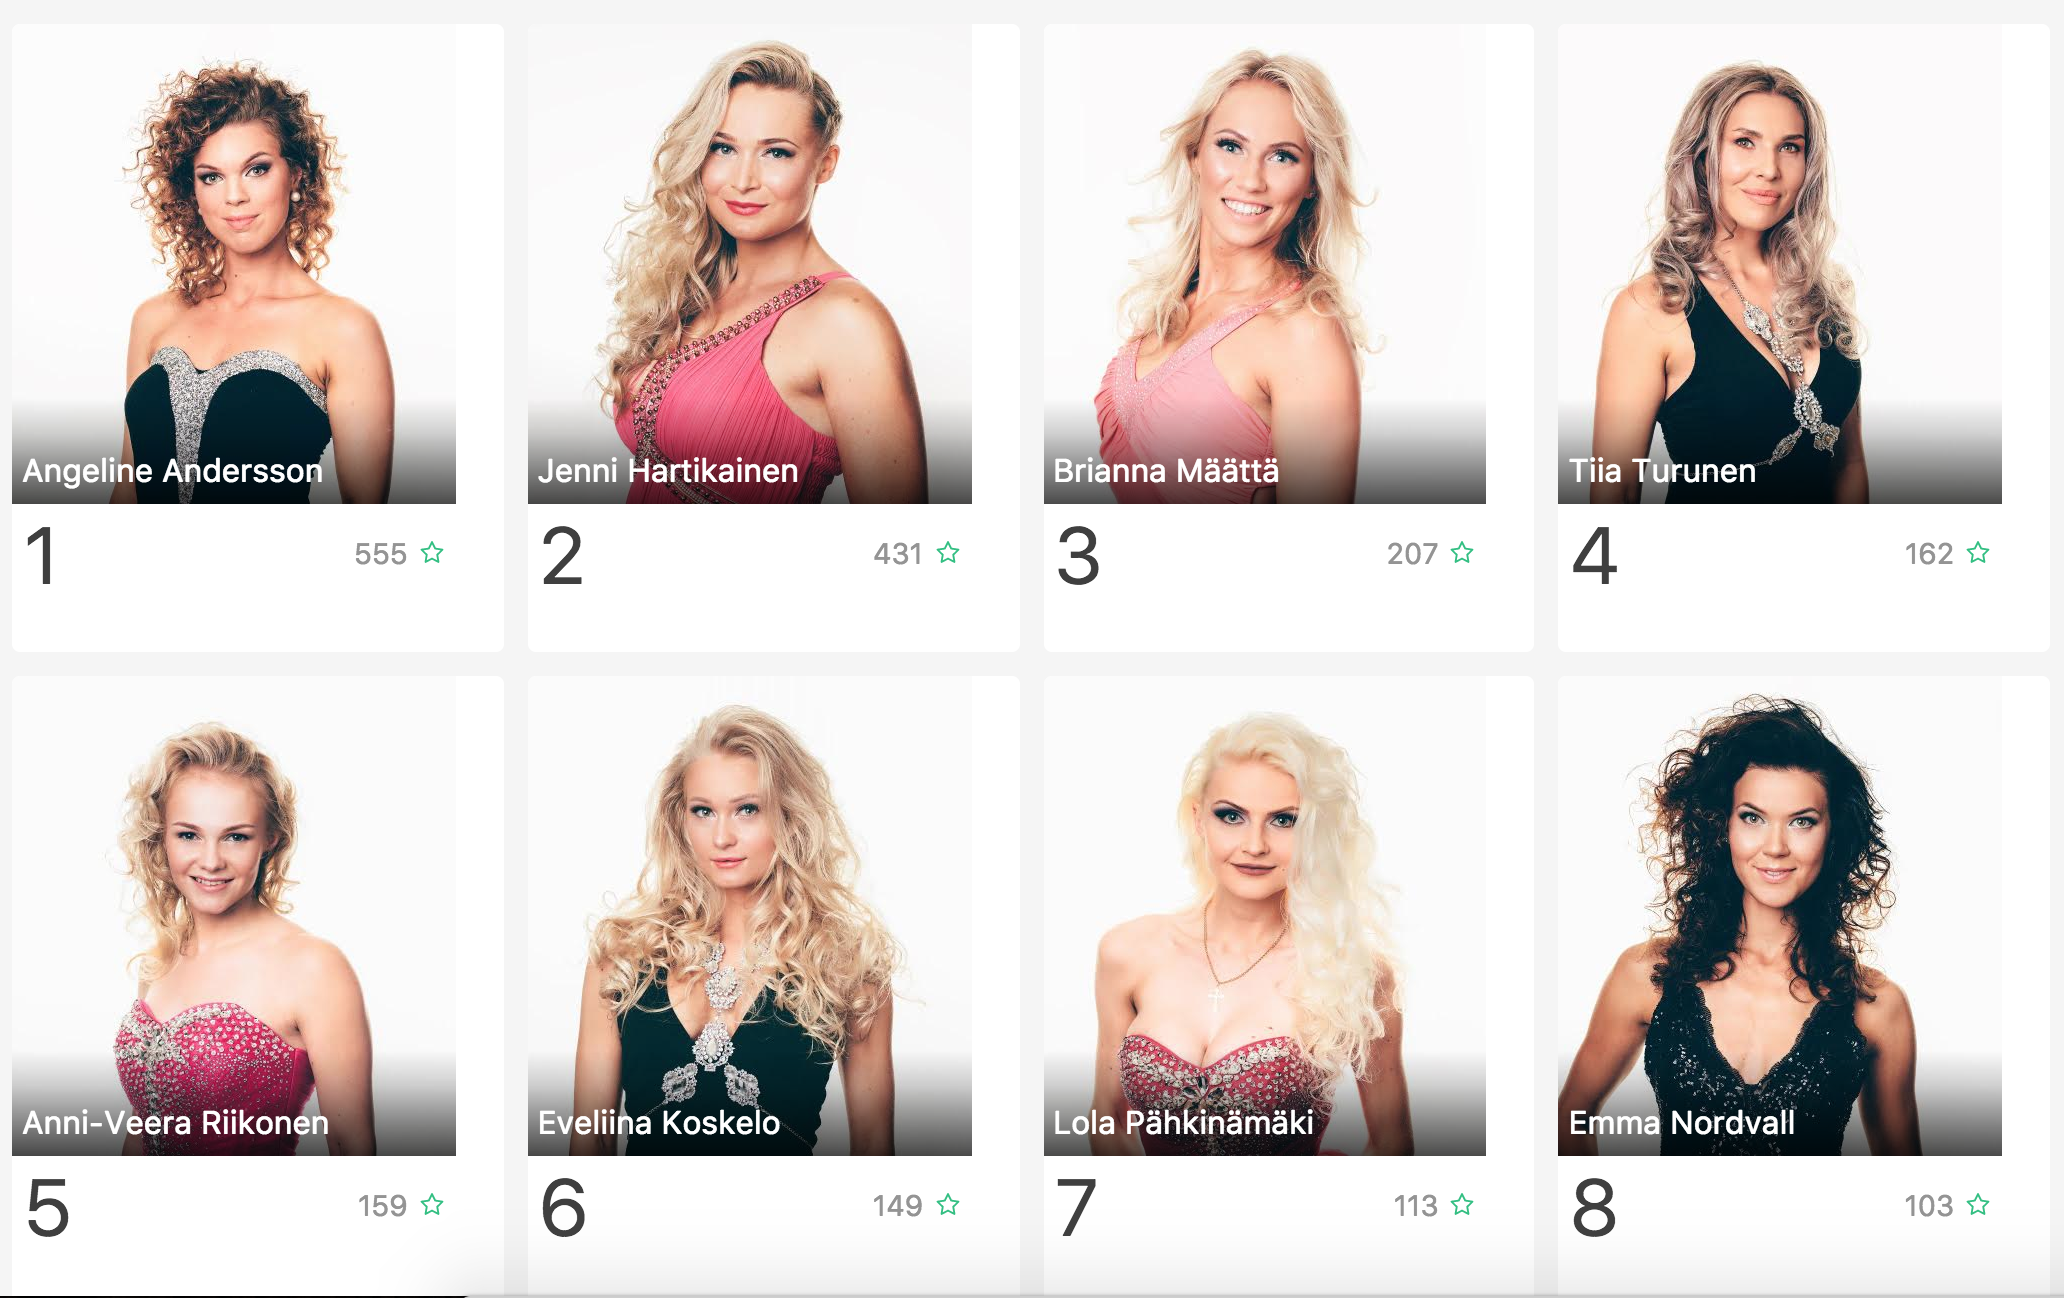 Angeline Andersson
1
555
Jenni Hartikainen
2
431
Brianna Määttä
3
207
Tiia Turunen
4
162
Anni-Veera Riikonen
5
159
Eveliina Koskelo
6
149
Lola Pähkinämäki
7
113
Emma Nordvall
8
103